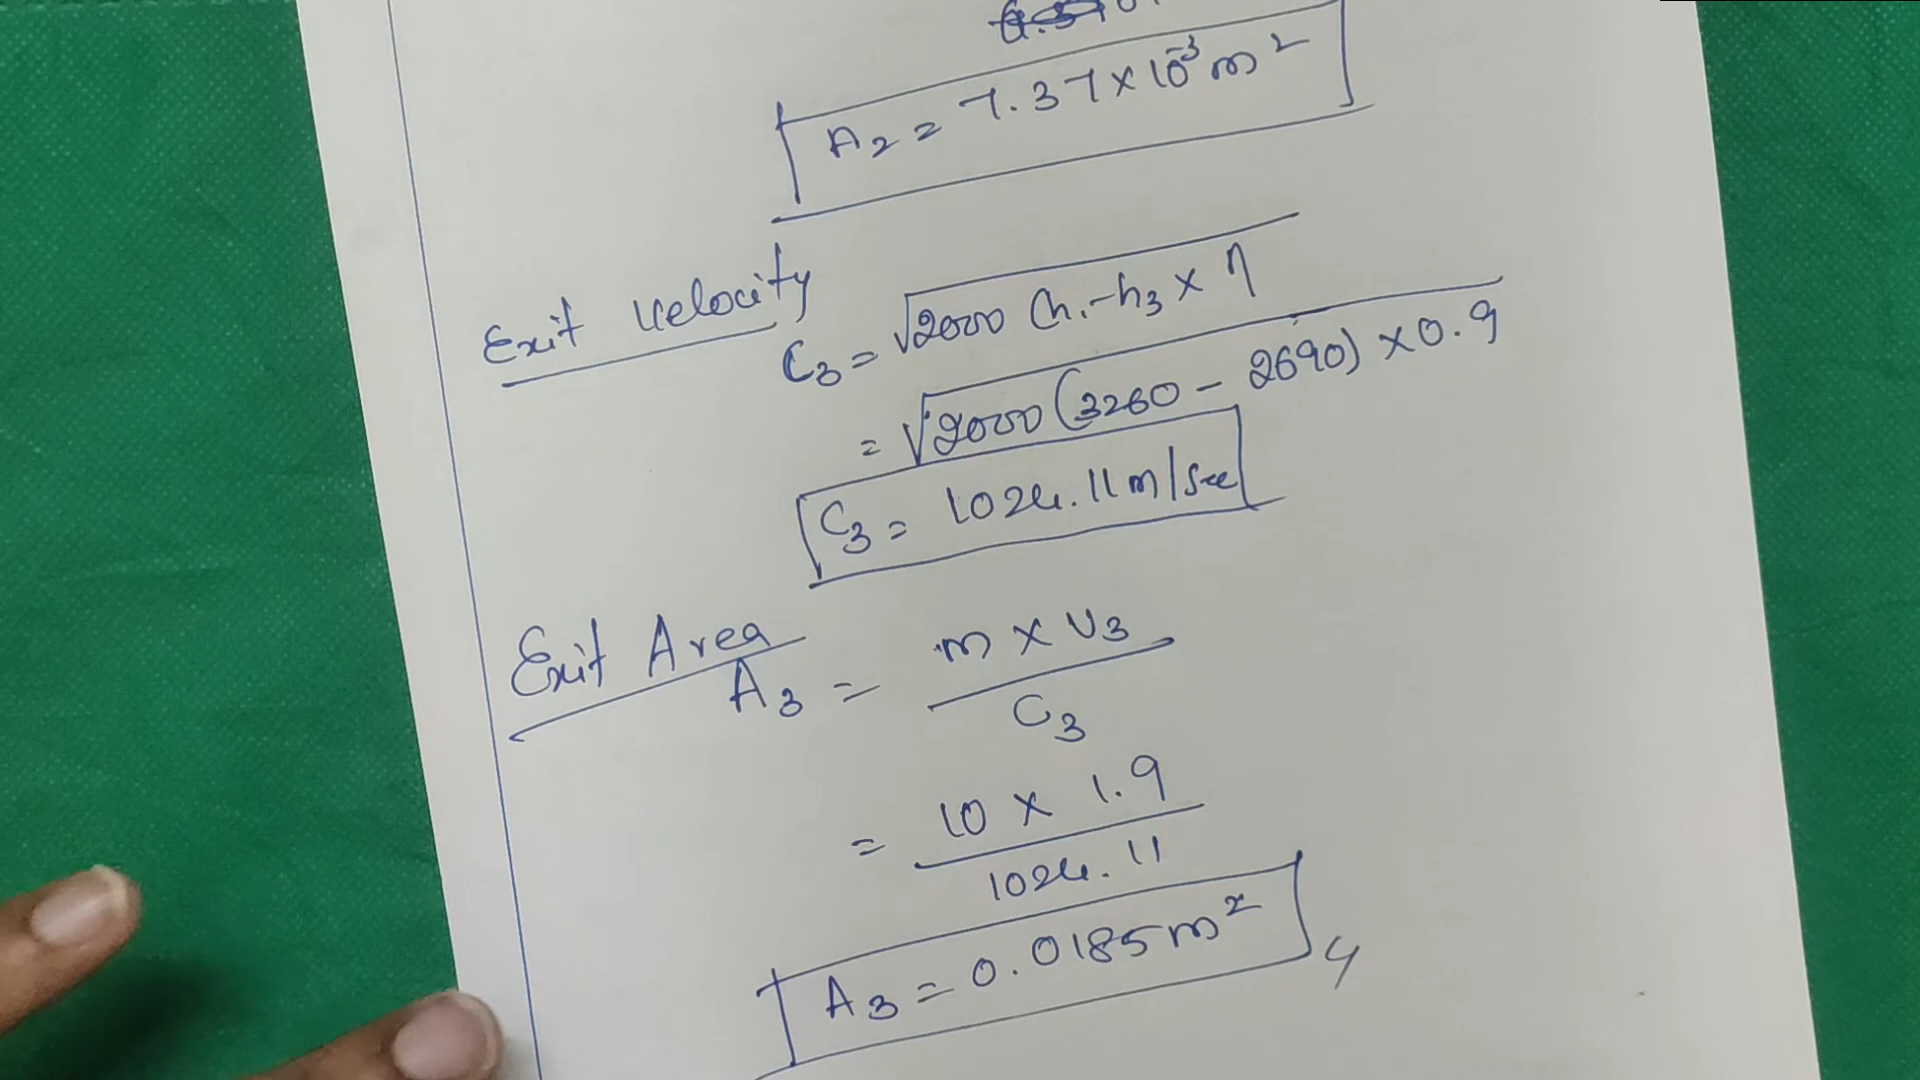 A₂ = 7.37 × 10⁻³ m²
Exit Velocity
C₃ = √2000 (h₁-h₃ × η
= √2000 (3260 - 2690) × 0.9
C₃ = 1024.11 m/sec
Exit Area
A₃ = m × v₃ / C₃
= 10 × 1.9 / 1024.11
A₃ = 0.0185 m²